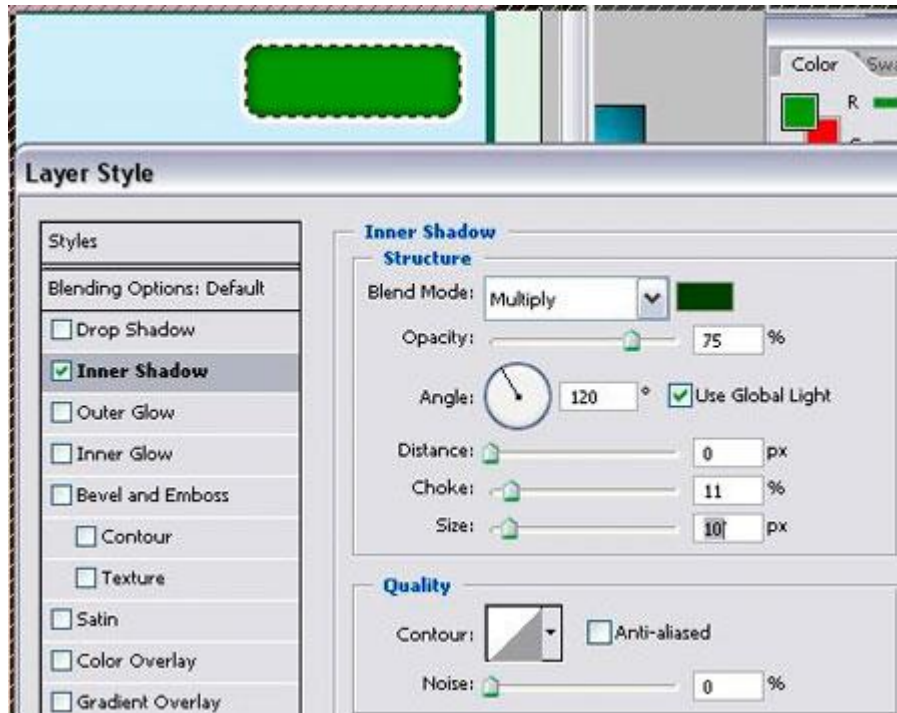 Color Swa
R
Layer Style
Styles
Blending Options: Default
Drop Shadow
Inner Shadow
Outer Glow
Inner Glow
Bevel and Emboss
Contour
Texture
Satin
Color Overlay
Gradient Overlay
Inner Shadow
Structure
Blend Mode: Multiply
Opacity: 75 %
Angle: 120 ° Use Global Light
Distance: 0 px
Choke: 11 %
Size: 10 px
Quality
Contour: Anti-aliased
Noise: 0 %